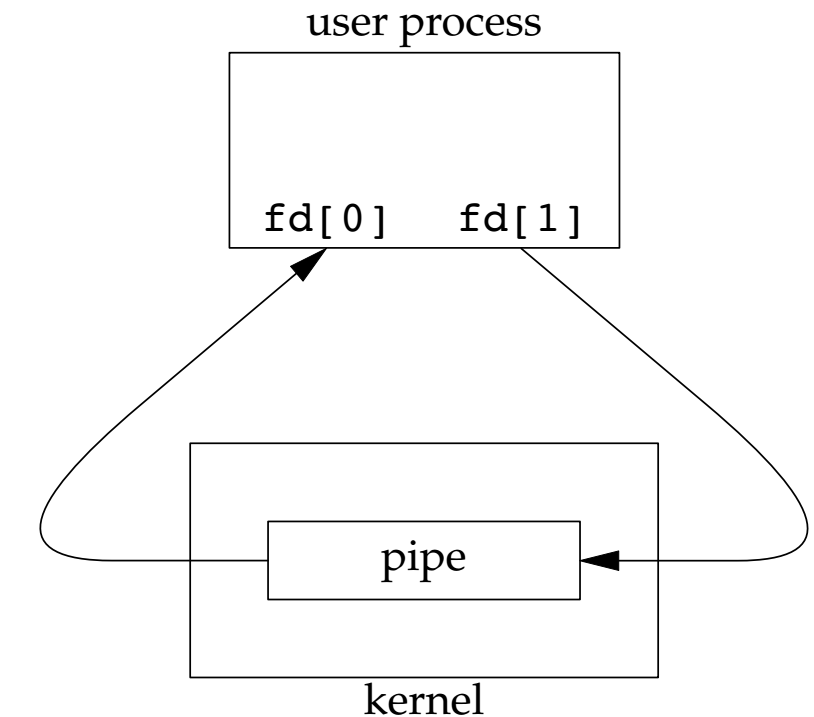 user process
fd[0] fd[1]
pipe
kernel